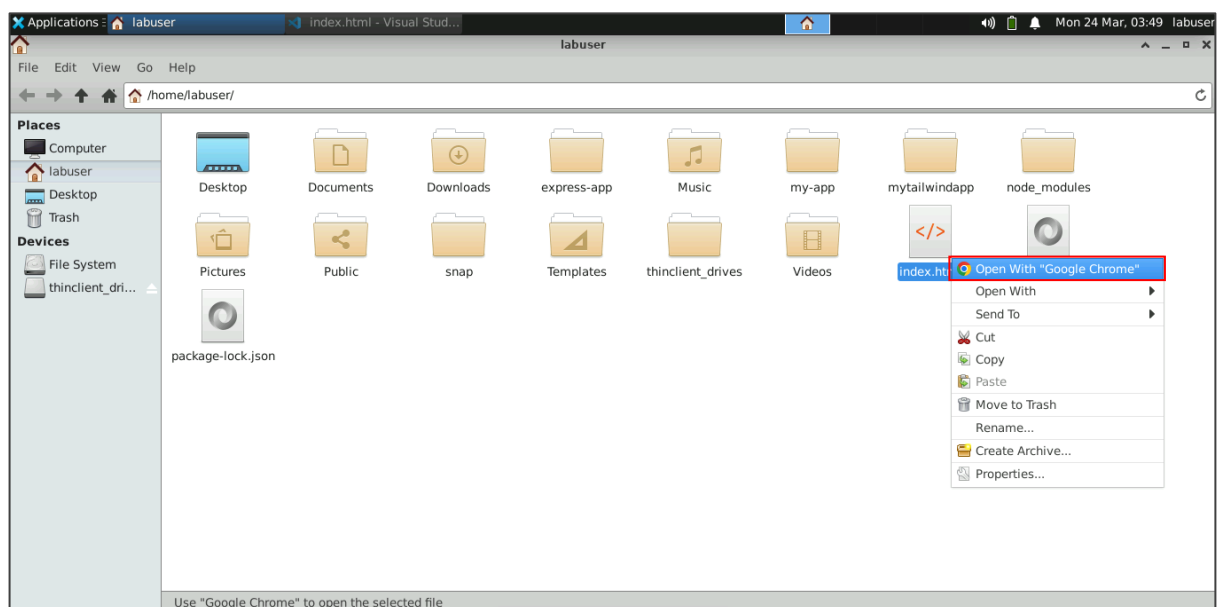 Applications labuser index.html - Visual Stud... Mon 24 Mar, 03:49 labuser
labuser
File Edit View Go Help
/home/labuser/
Places
Computer
labuser
Desktop
Trash
Devices
File System
thinclient_dri...
Desktop Documents Downloads express-app Music my-app mytailwindapp node_modules
</>
Pictures Public snap Templates thinclient_drives Videos
package-lock.json
Open With "Google Chrome"
Open With
Send To
Cut
Copy
Paste
Move to Trash
Rename...
Create Archive...
Properties...
Use "Google Chrome" to open the selected file